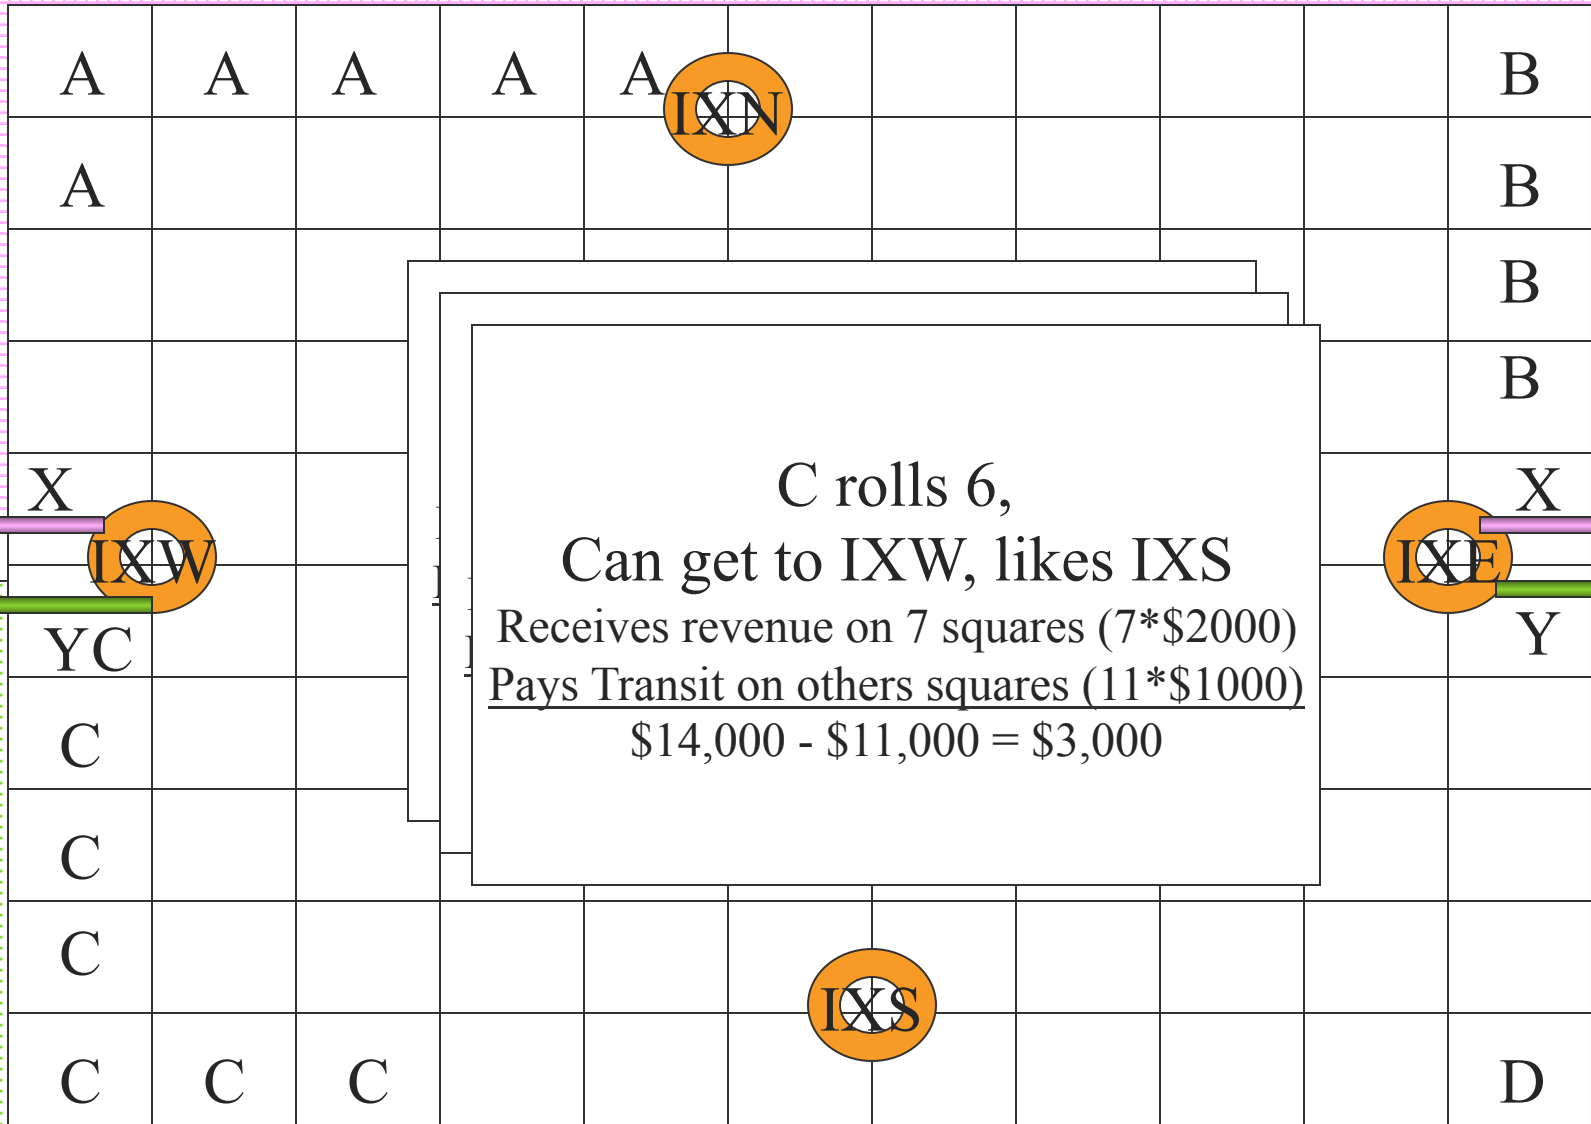 A A A A A B
IXN
A B
B
B
X X
IXW IXE
YC Y
C rolls 6,
Can get to IXW, likes IXS
Receives revenue on 7 squares (7*$2000)
Pays Transit on others squares (11*$1000)
$14,000 - $11,000 = $3,000
C
C
C
IXS
C C C D